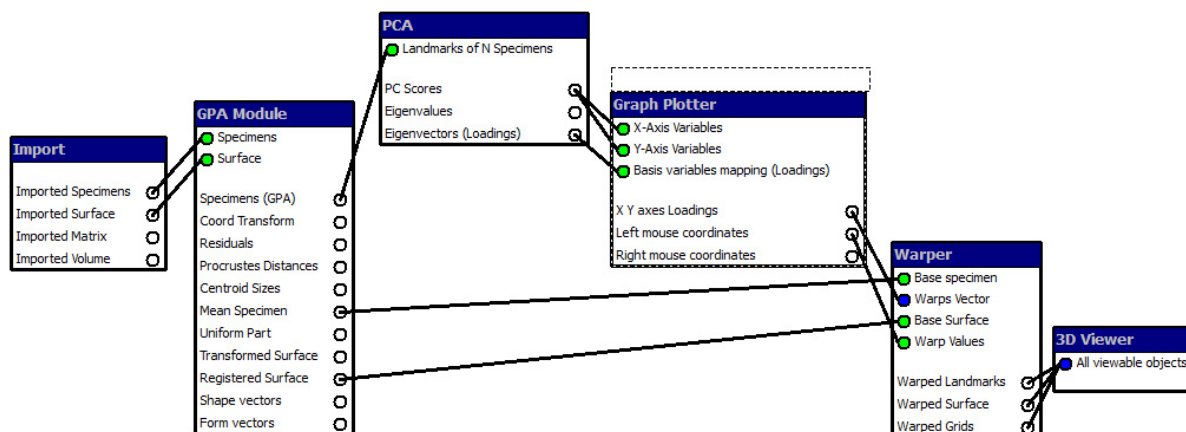 Import
Imported Specimens
Imported Surface
Imported Matrix
Imported Volume
GPA Module
Specimens
Surface
Specimens (GPA)
Coord Transform
Residuals
Procrustes Distances
Centroid Sizes
Mean Specimen
Uniform Part
Transformed Surface
Registered Surface
Shape vectors
Form vectors
PCA
Landmarks of N Specimens
PC Scores
Eigenvalues
Eigenvectors (Loadings)
Graph Plotter
X-Axis Variables
Y-Axis Variables
Basis variables mapping (Loadings)
X Y axes Loadings
Left mouse coordinates
Right mouse coordinates
Warper
Base specimen
Warps Vector
Base Surface
Warp Values
Warped Landmarks
Warped Surface
Warped Grids
3D Viewer
All viewable objects